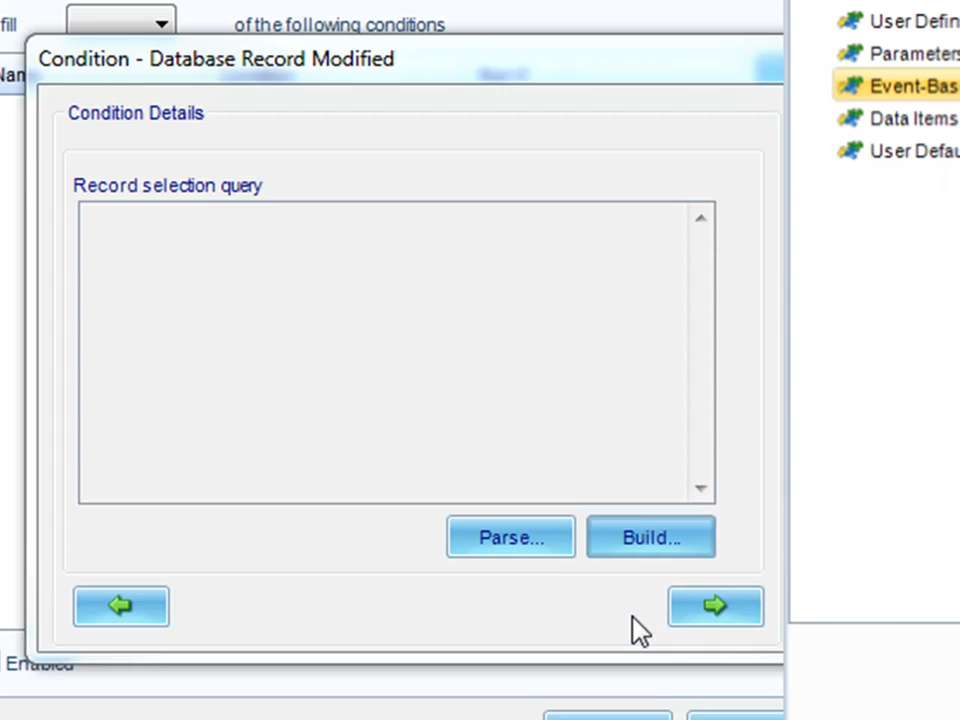 fill of the following conditions
Condition - Database Record Modified
Condition Details
Record selection query
Parse...
Build...
Enabled
User Defin
Parameters
Event-Bas
Data Items
User Defau